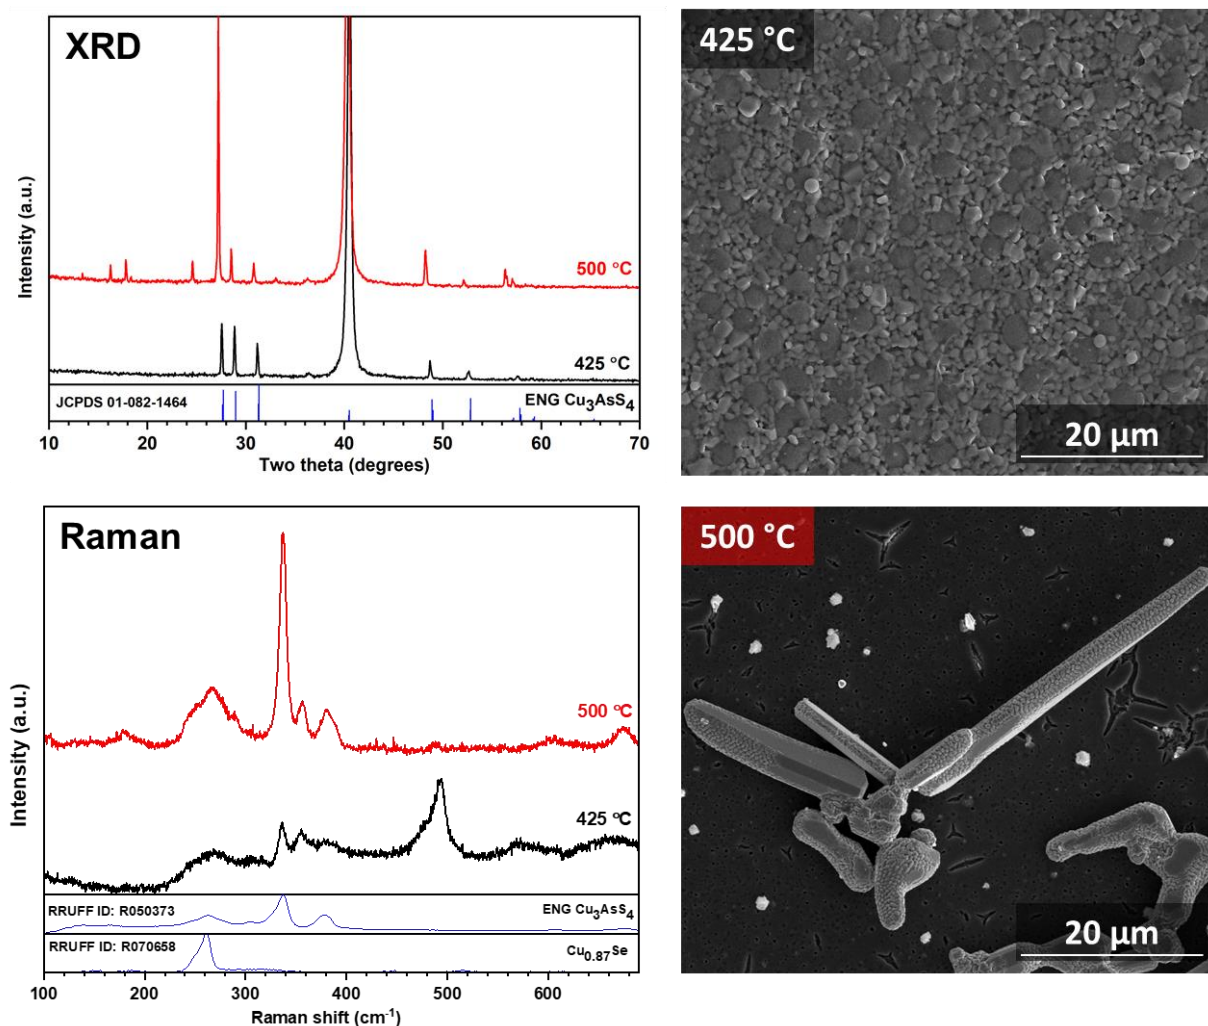 XRD
Intensity (a.u.)
500 °C
425 °C
JCPDS 01-082-1464
ENG Cu₃AsS₄
10 20 30 40 50 60 70
Two theta (degrees)
425 °C
20 µm
Raman
Intensity (a.u.)
500 °C
425 °C
RRUFF ID: R050373
ENG Cu₃AsS₄
RRUFF ID: R070658
Cu₀.₈₇Se
100 200 300 400 500 600
Raman shift (cm⁻¹)
500 °C
20 µm